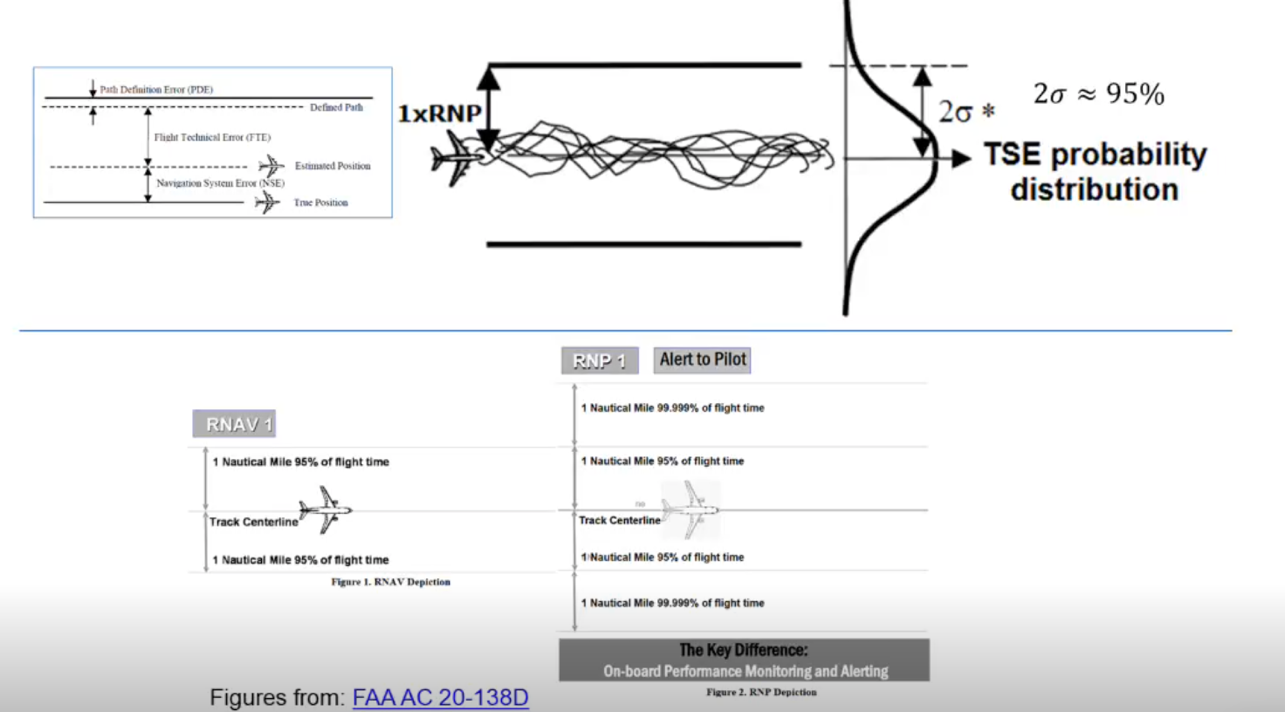 Path Definition Error (PDE)
Defined Path
Flight Technical Error (FTE)
Estimated Position
Navigation System Error (NSE)
True Position
1xRNP
2σ *
2σ ≈ 95%
TSE probability
distribution
RNAV 1
1 Nautical Mile 95% of flight time
Track Centerline
1 Nautical Mile 95% of flight time
Figure 1. RNAV Depiction
RNP 1
Alert to Pilot
1 Nautical Mile 99.999% of flight time
1 Nautical Mile 95% of flight time
Track Centerline
1 Nautical Mile 95% of flight time
1 Nautical Mile 99.999% of flight time
The Key Difference:
On-board Performance Monitoring and Alerting
Figure 2. RNP Depiction
Figures from: FAA AC 20-138D